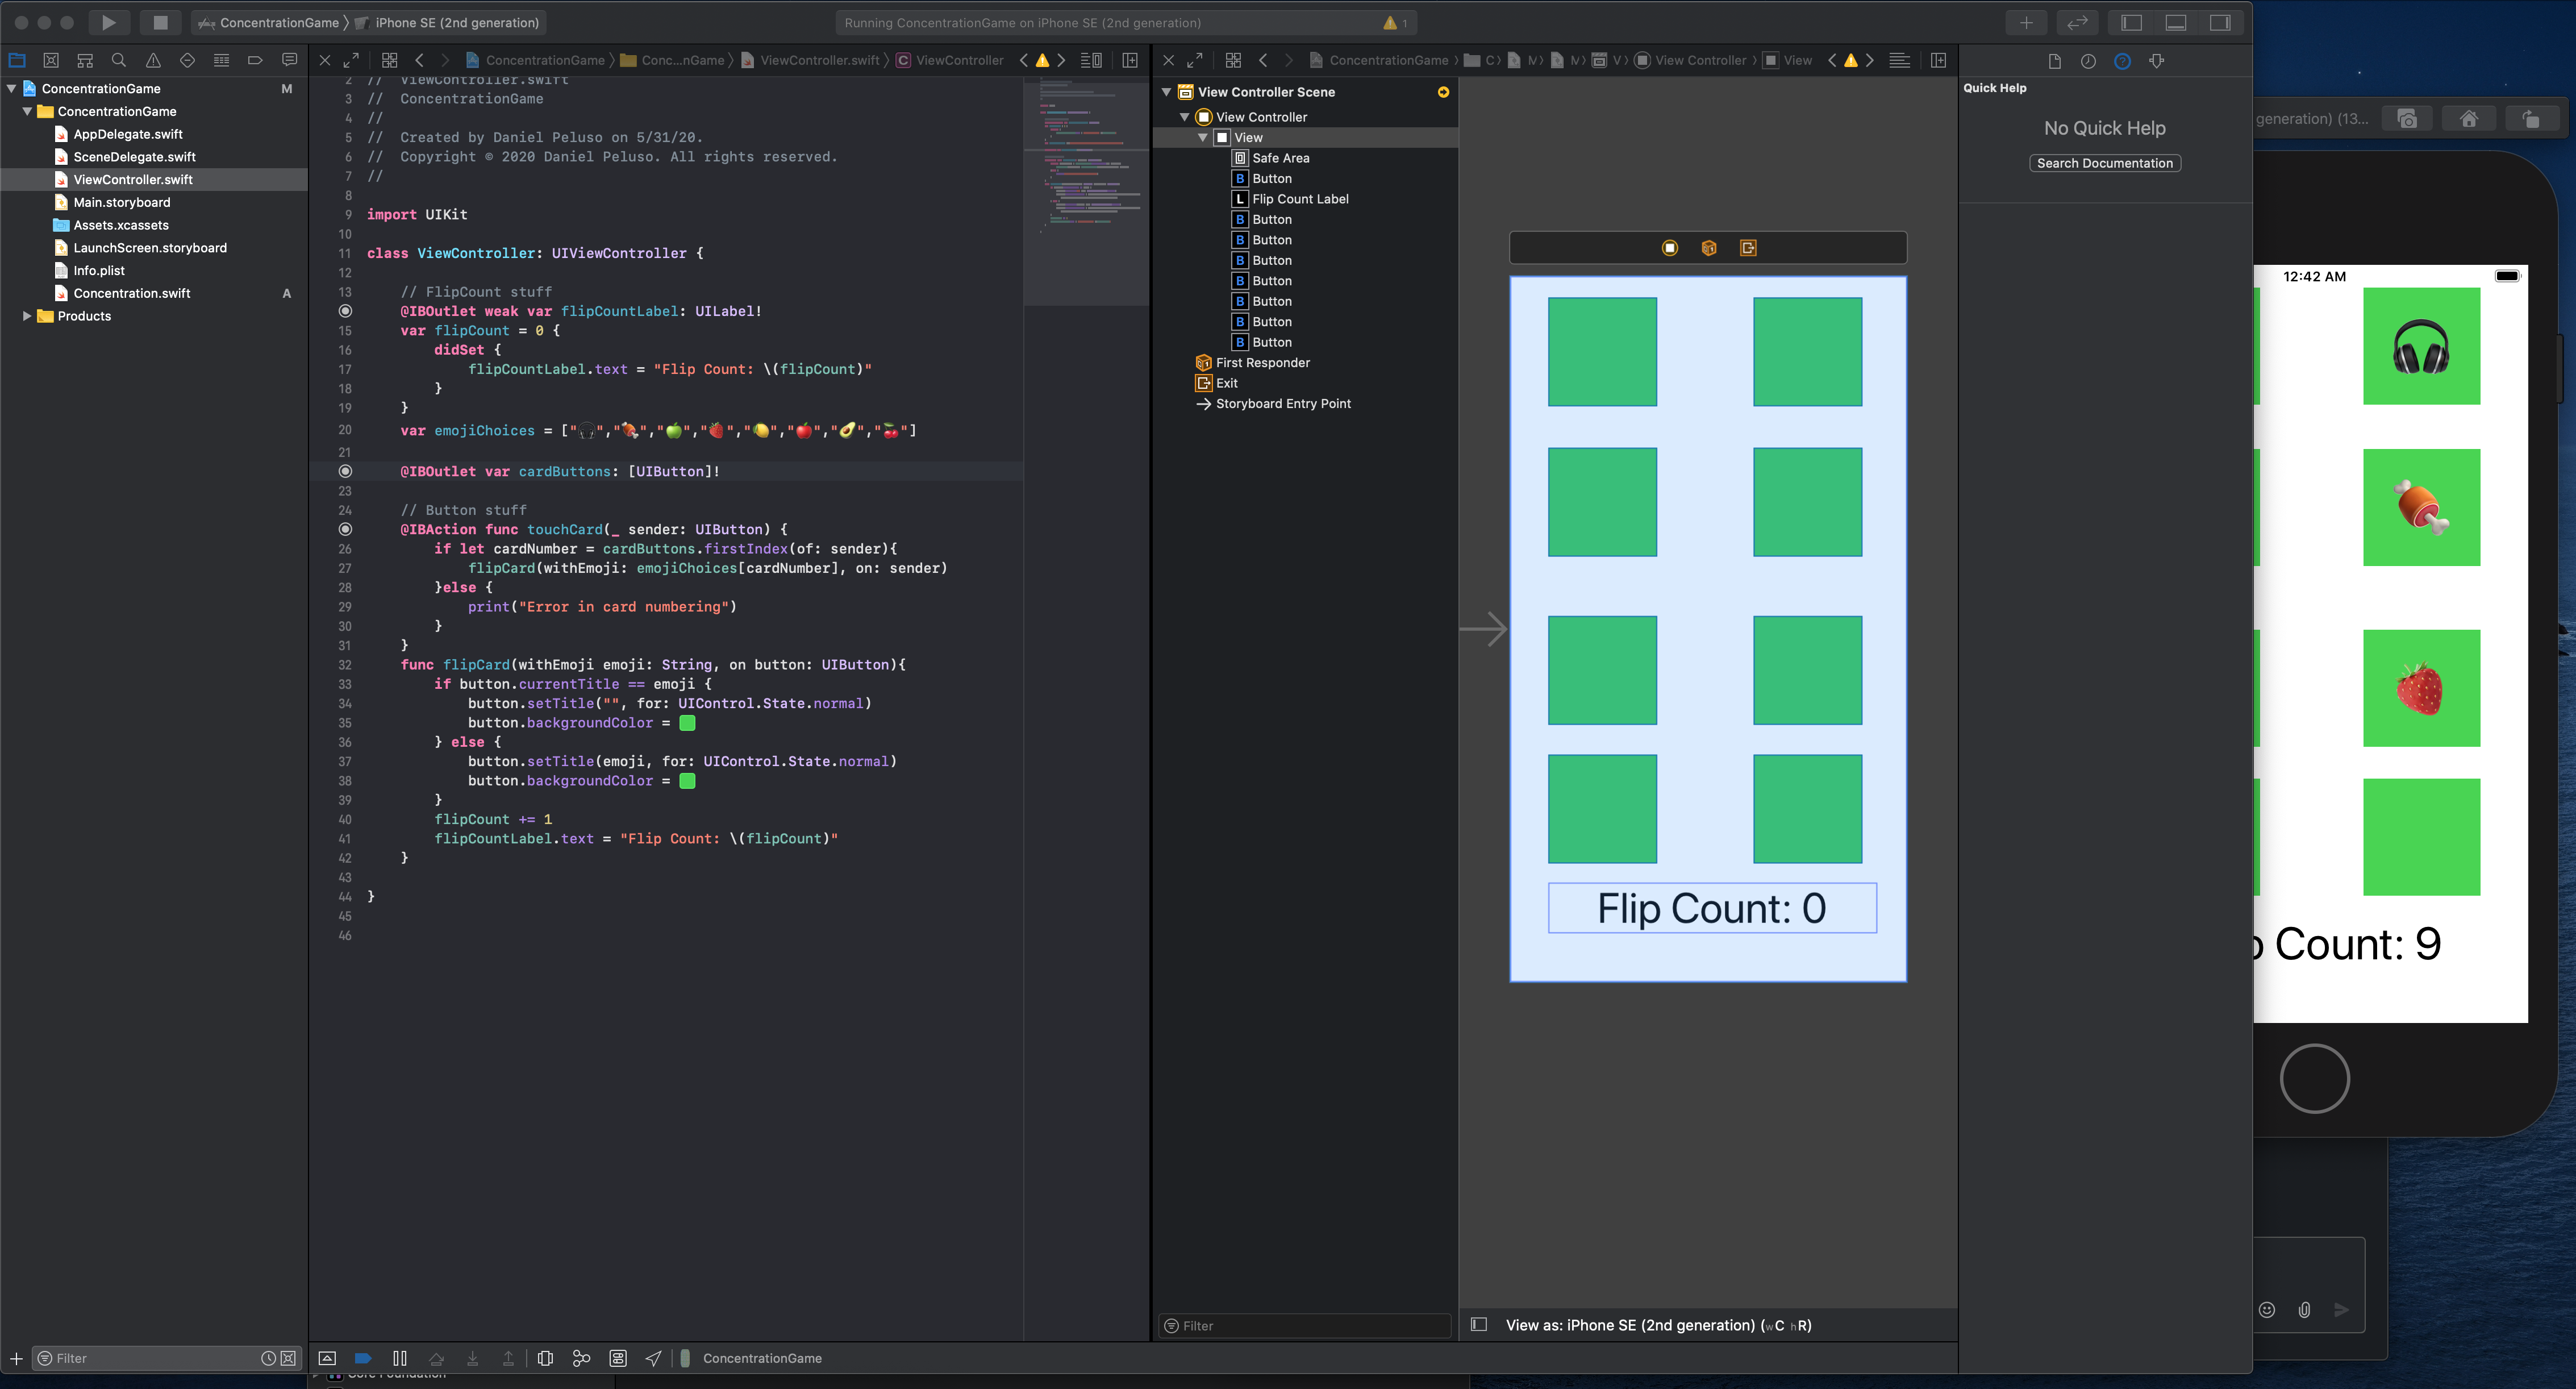 ConcentrationGame
iPhone SE (2nd generation)
Running ConcentrationGame on iPhone SE (2nd generation)
1
ConcentrationGame
M
ConcentrationGame
AppDelegate.swift
SceneDelegate.swift
ViewController.swift
Main.storyboard
Assets.xcassets
LaunchScreen.storyboard
Info.plist
Concentration.swift
A
Products
Filter
ConcentrationGame
Conc...nGame
ViewController.swift
ViewController
2 // ViewController.swift
3 // ConcentrationGame
4 //
5 // Created by Daniel Peluso on 5/31/20.
6 // Copyright © 2020 Daniel Peluso. All rights reserved.
7 //
8
9 import UIKit
10
11 class ViewController: UIViewController {
12
13 // FlipCount stuff
@IBOutlet weak var flipCountLabel: UILabel!
15 var flipCount = 0 {
16 didSet {
17 flipCountLabel.text = "Flip Count: \(flipCount)"
18 }
19 }
20 var emojiChoices = ["🎧","🍖","🍏","🍓","🍋","🍎","🥑","🍒"]
21
@IBOutlet var cardButtons: [UIButton]!
23
24 // Button stuff
@IBAction func touchCard(_ sender: UIButton) {
26 if let cardNumber = cardButtons.firstIndex(of: sender){
27 flipCard(withEmoji: emojiChoices[cardNumber], on: sender)
28 }else {
29 print("Error in card numbering")
30 }
31 }
32 func flipCard(withEmoji emoji: String, on button: UIButton){
33 if button.currentTitle == emoji {
34 button.setTitle("", for: UIControl.State.normal)
35 button.backgroundColor =
36 } else {
37 button.setTitle(emoji, for: UIControl.State.normal)
38 button.backgroundColor =
39 }
40 flipCount += 1
41 flipCountLabel.text = "Flip Count: \(flipCount)"
42 }
43
44 }
45
46
ConcentrationGame
ConcentrationGame
C
M
M
V
View Controller
View
View Controller Scene
View Controller
View
Safe Area
B Button
L Flip Count Label
B Button
B Button
B Button
B Button
B Button
B Button
B Button
First Responder
Exit
Storyboard Entry Point
Filter
Flip Count: 0
View as: iPhone SE (2nd generation) (wC hR)
Quick Help
No Quick Help
Search Documentation
generation) (13...
12:42 AM
Count: 9
Core Foundation